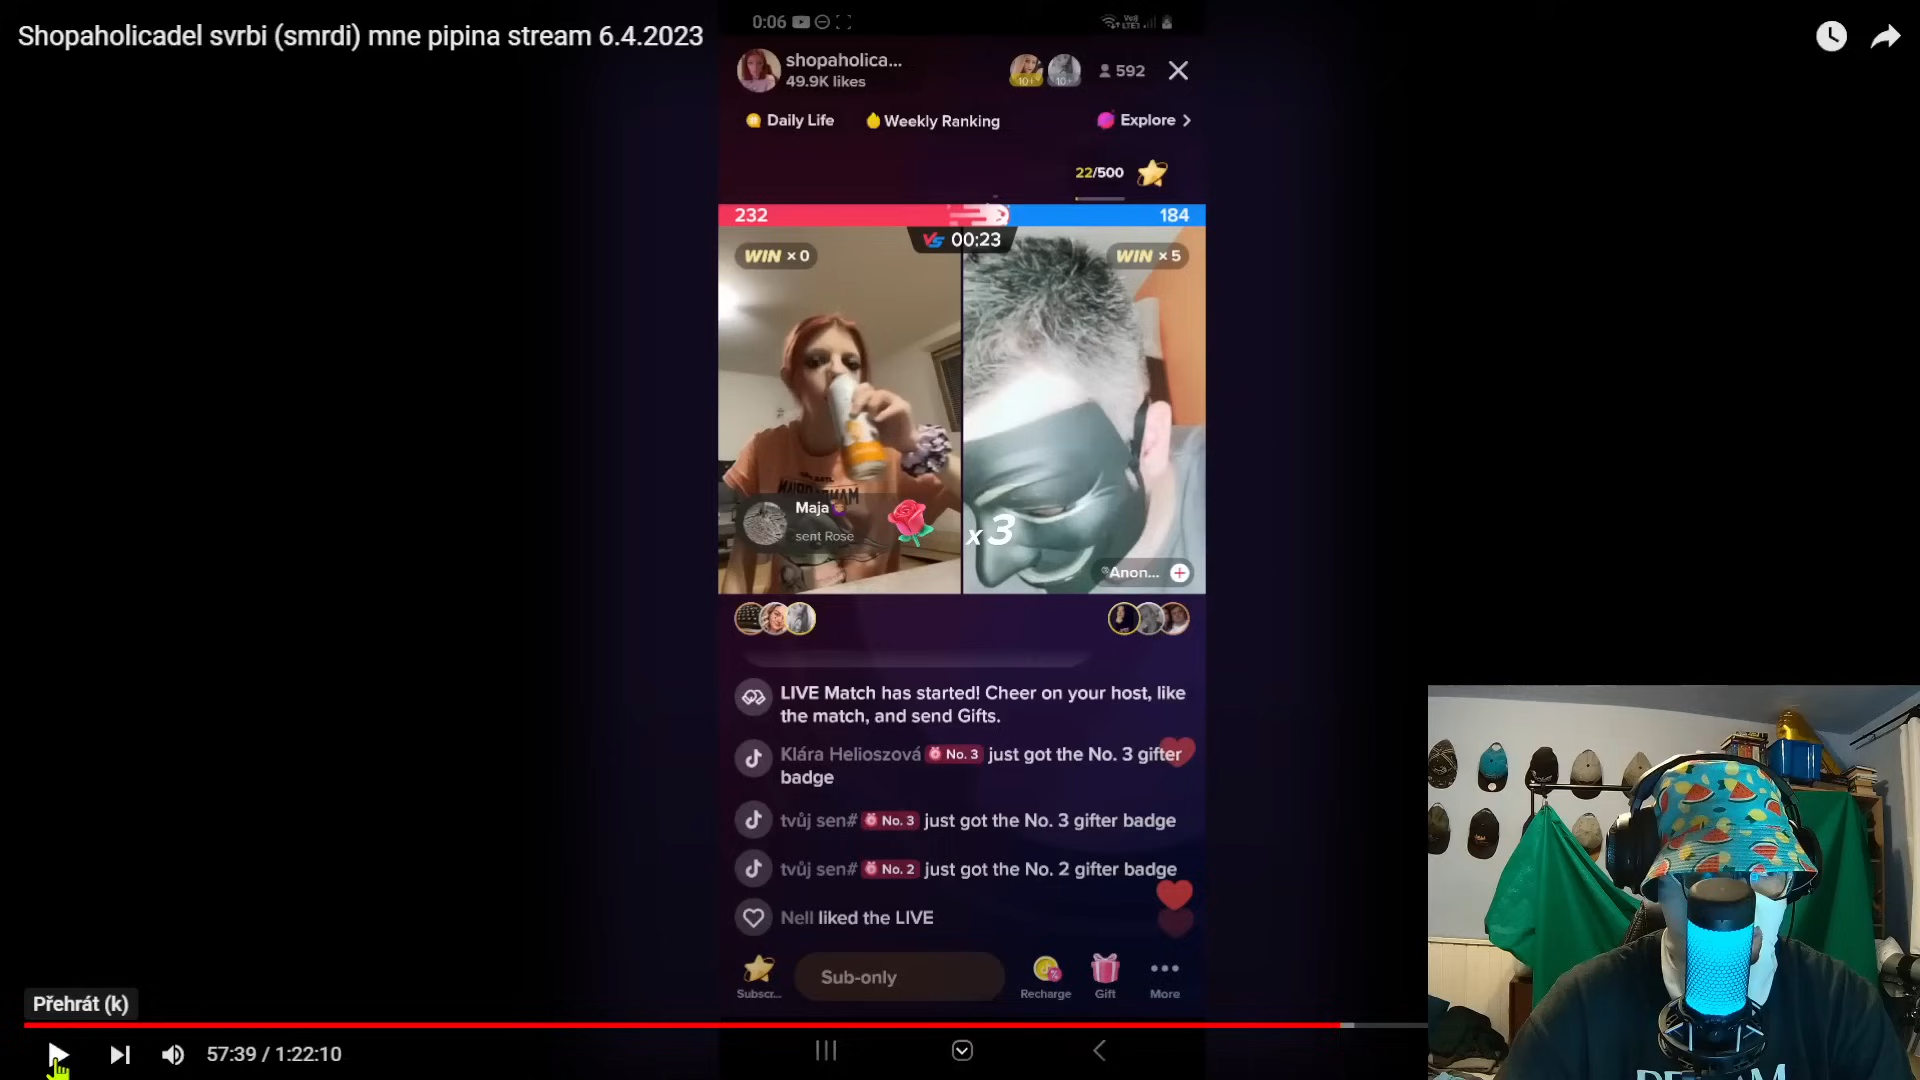 Shopaholicadel svrbi (smrdi) mne pipina stream 6.4.2023
0:06
shopaholica...
49.9K likes
10+
10+
592
Daily Life
Weekly Ranking
Explore
22/500
232
184
VS 00:23
WIN × 0
WIN × 5
Maja
sent Rose
x3
Anon...
LIVE Match has started! Cheer on your host, like
the match, and send Gifts.
Klára Helioszová No. 3 just got the No. 3 gifter
badge
tvůj sen# No. 3 just got the No. 3 gifter badge
tvůj sen# No. 2 just got the No. 2 gifter badge
Nell liked the LIVE
Subscr...
Sub-only
Recharge
Gift
More
Přehrát (k)
57:39 / 1:22:10